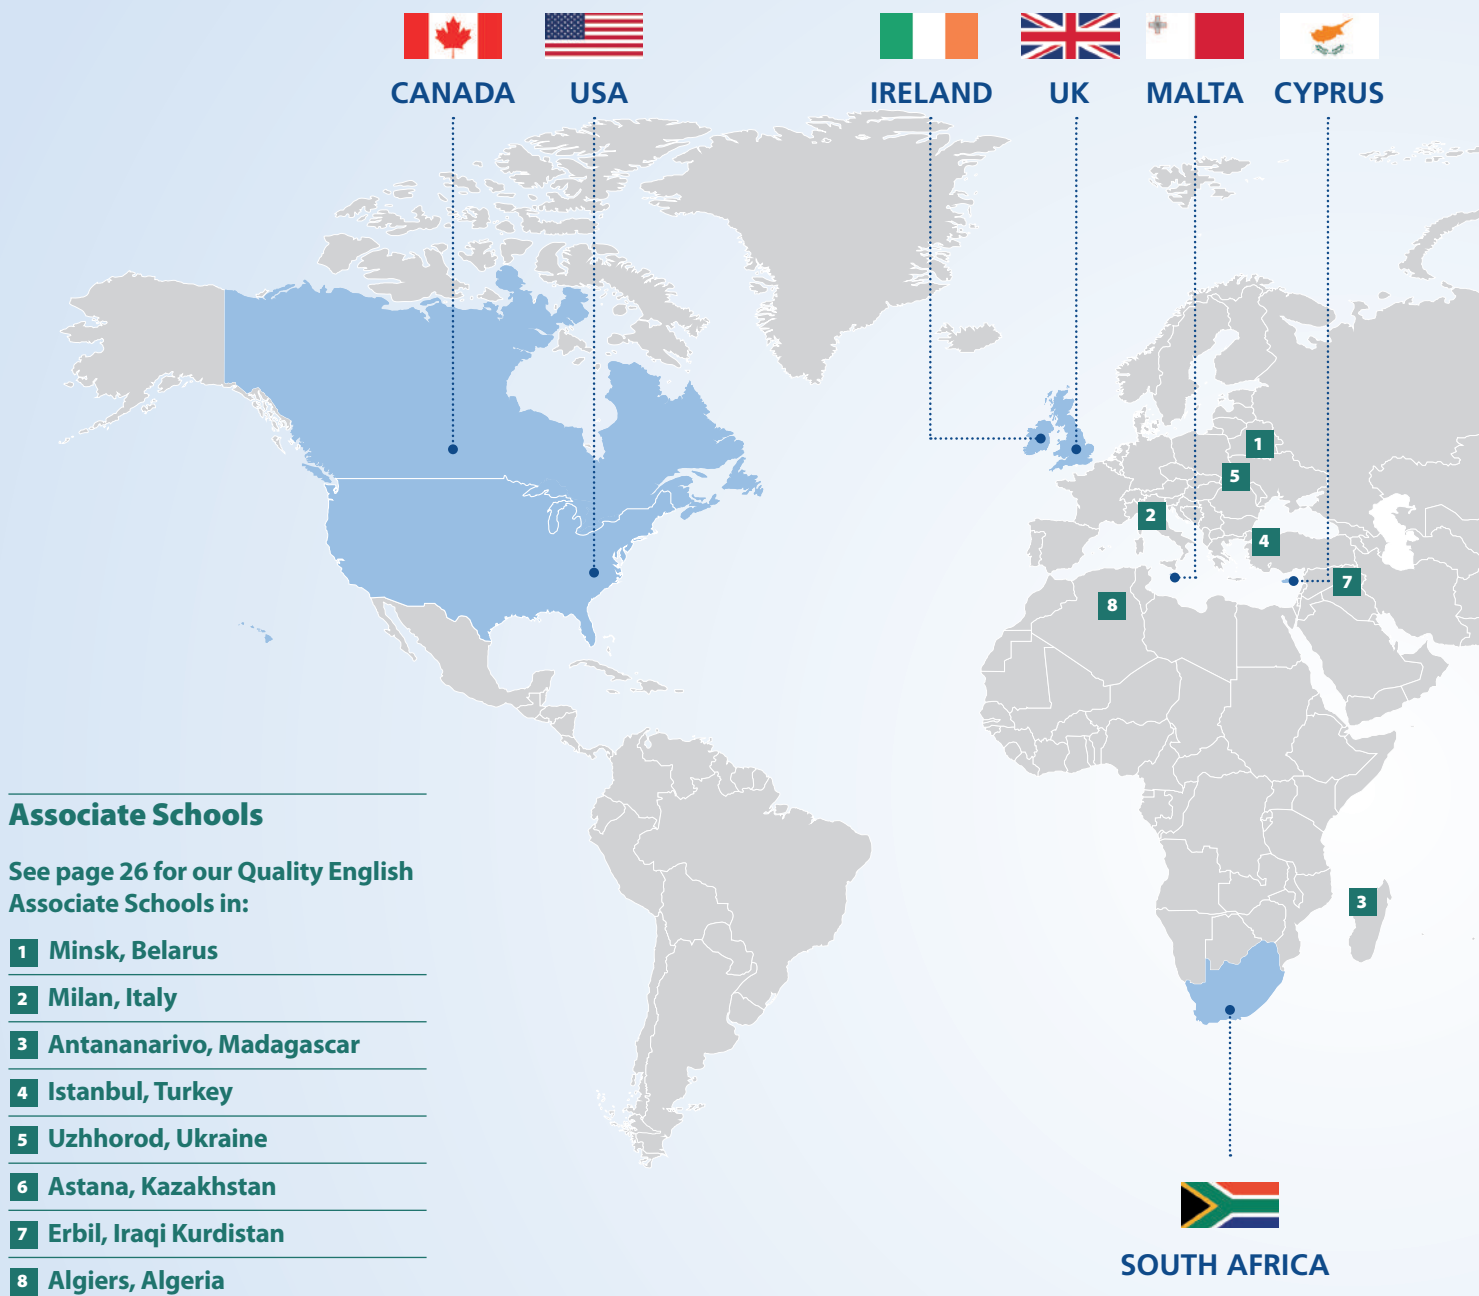 CANADA
USA
IRELAND
UK
MALTA
CYPRUS
1
5
2
4
7
8
3
Associate Schools
See page 26 for our Quality English
Associate Schools in:
1 Minsk, Belarus
2 Milan, Italy
3 Antananarivo, Madagascar
4 Istanbul, Turkey
5 Uzhhorod, Ukraine
6 Astana, Kazakhstan
7 Erbil, Iraqi Kurdistan
8 Algiers, Algeria
SOUTH AFRICA